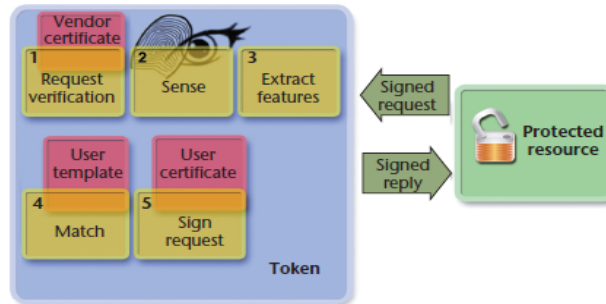 Vendor
certificate
1
Request
verification
2
Sense
3
Extract
features
User
template
4
Match
User
certificate
5
Sign
request
Token
Signed
request
Signed
reply
Protected
resource